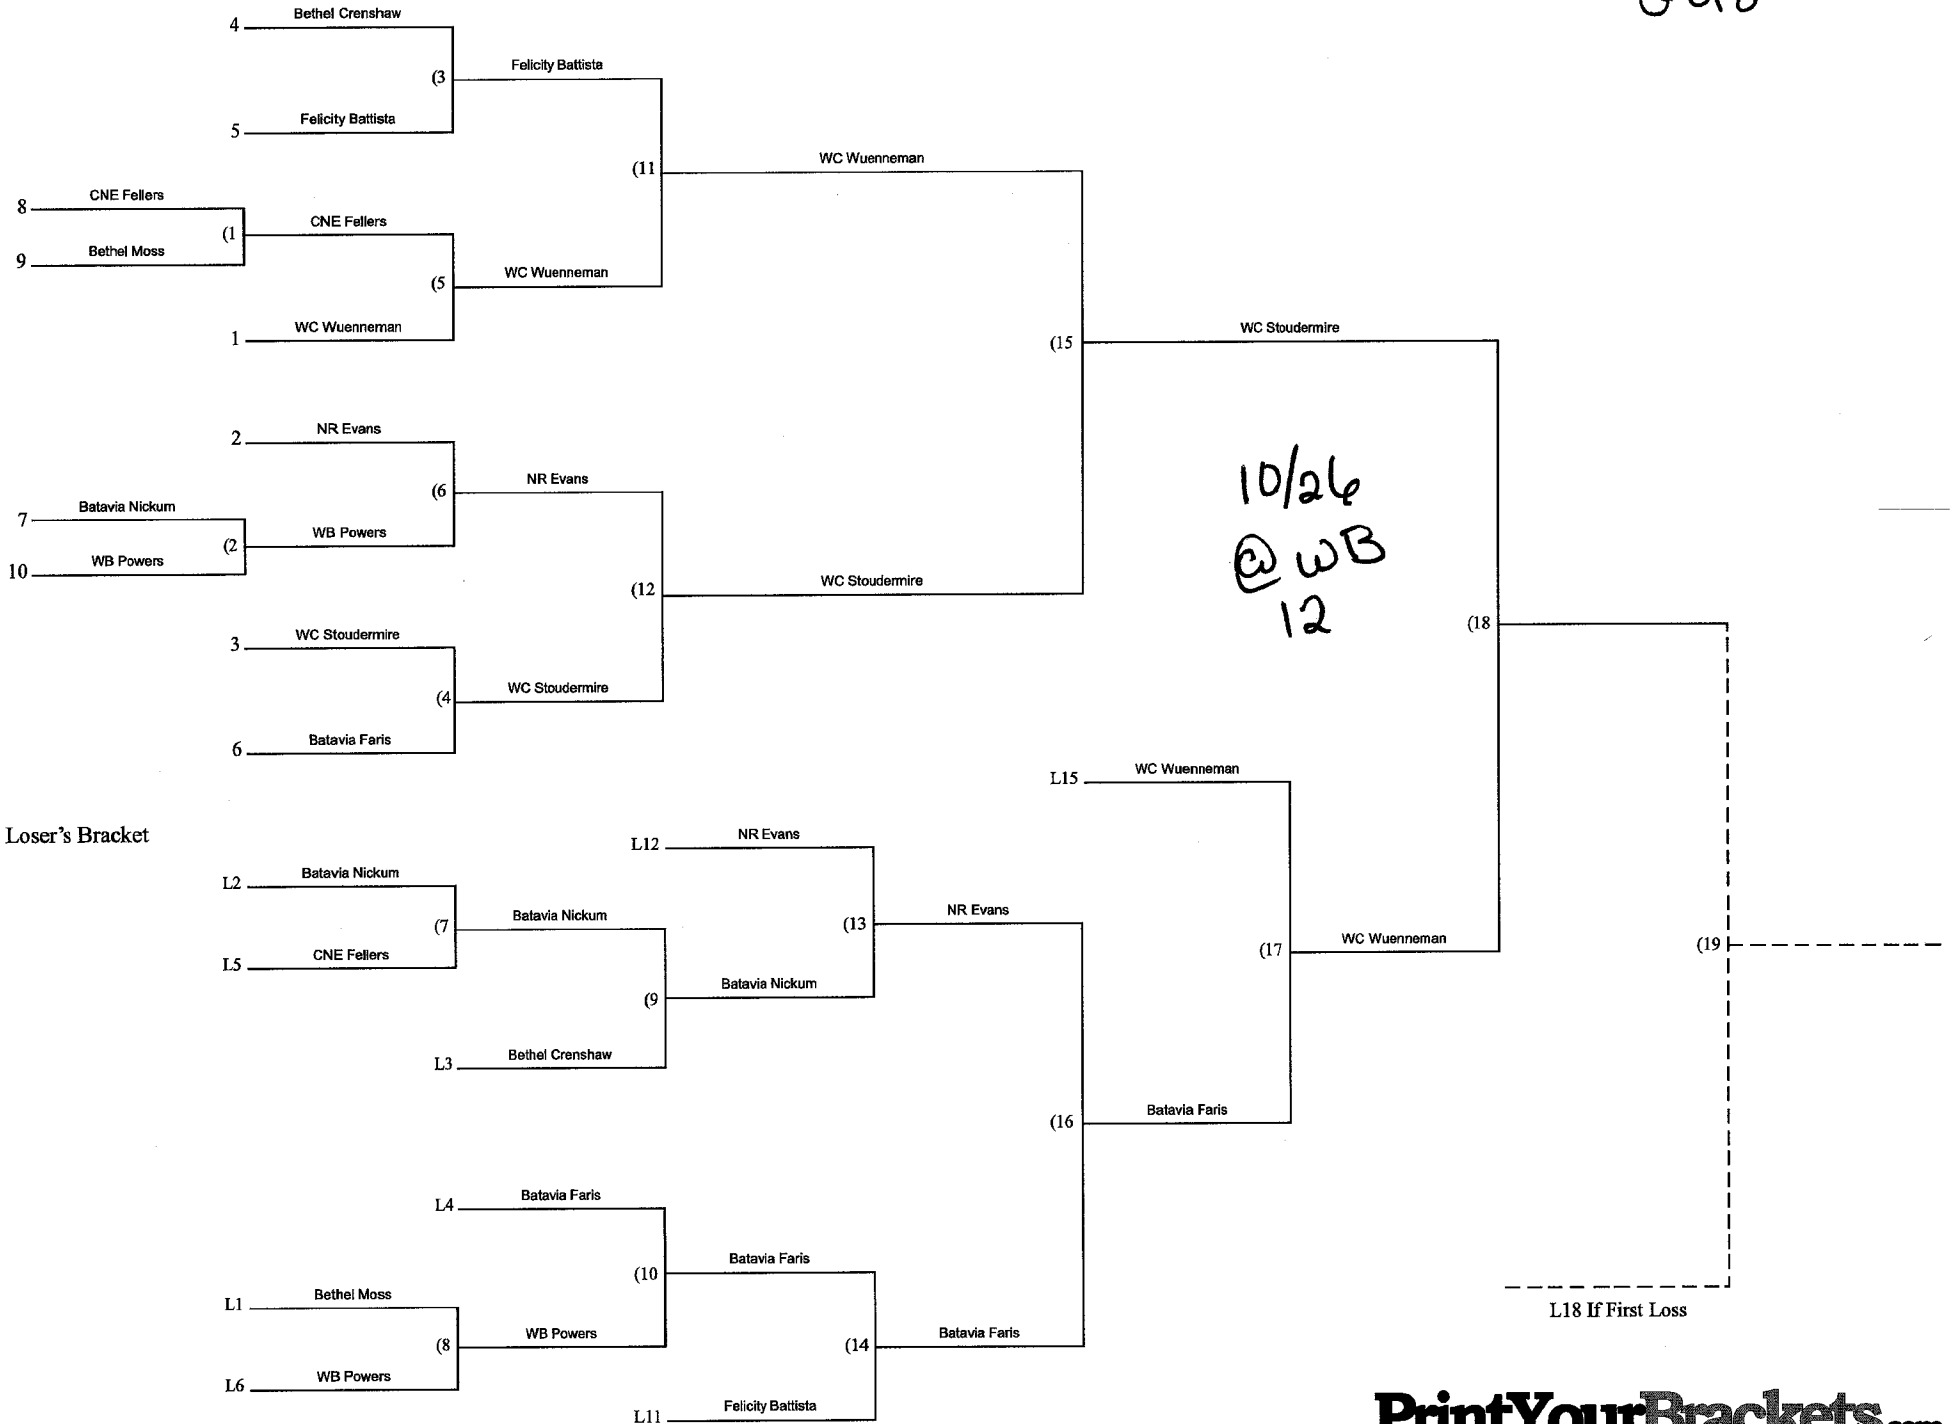 4 Bethel Crenshaw
(3 Felicity Battista
5 Felicity Battista
(11 WC Wuenneman
8 CNE Fellers
(1 CNE Fellers
9 Bethel Moss
(5 WC Wuenneman
1 WC Wuenneman
(15 WC Stoudermire
2 NR Evans
(6 NR Evans
7 Batavia Nickum
(2 WB Powers
10 WB Powers
(12 WC Stoudermire
3 WC Stoudermire
(4 WC Stoudermire
6 Batavia Faris
10/26
@ WB
12
(18
L15 WC Wuenneman
Loser's Bracket
L12 NR Evans
L2 Batavia Nickum
(7 Batavia Nickum
L5 CNE Fellers
(13 NR Evans
(9 Batavia Nickum
L3 Bethel Crenshaw
(17 WC Wuenneman
(19
(16 Batavia Faris
L4 Batavia Faris
(10 Batavia Faris
L1 Bethel Moss
(8 WB Powers
L6 WB Powers
(14 Batavia Faris
L11 Felicity Battista
L18 If First Loss
PrintYourBrackets.com